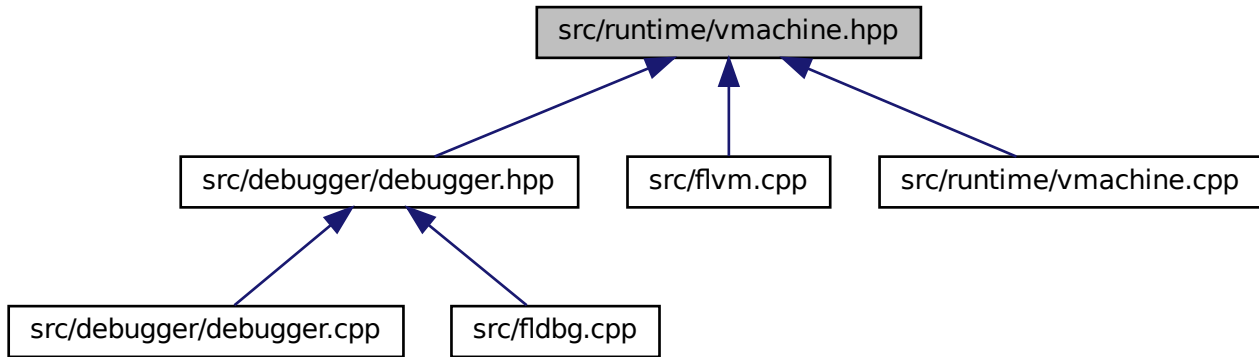 src/runtime/vmachine.hpp
src/debugger/debugger.hpp
src/flvm.cpp
src/runtime/vmachine.cpp
src/debugger/debugger.cpp
src/fldbg.cpp